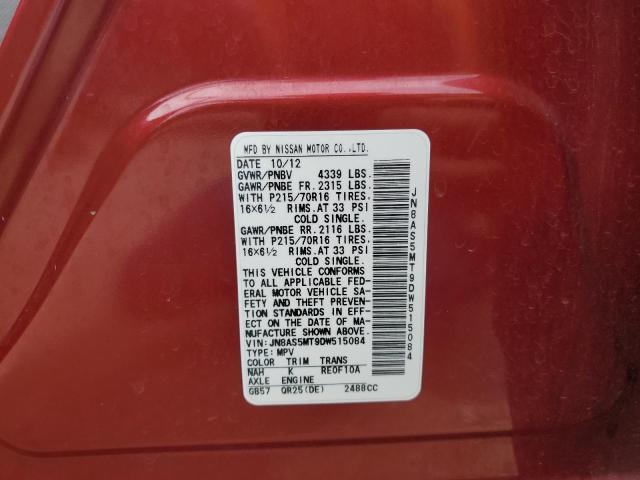 MFD BY NISSAN MOTOR CO.,LTD.
DATE 10/12
GVWR/PNBV 4339 LBS.
GAWR/PNBE FR. 2315 LBS.
WITH P215/70R16 TIRES.
16×6½ RIMS. AT 33 PSI
COLD SINGLE.
GAWR/PNBE RR. 2116 LBS.
WITH P215/70R16 TIRES.
16×6½ RIMS. AT 33 PSI
COLD SINGLE.
THIS VEHICLE CONFORMS
TO ALL APPLICABLE FED-
ERAL MOTOR VEHICLE SA-
FETY AND THEFT PREVEN-
TION STANDARDS IN EFF-
ECT ON THE DATE OF MA-
NUFACTURE SHOWN ABOVE.
VIN: JN8AS5MT9DW515084
TYPE: MPV
COLOR TRIM TRANS
NAH K RE0F10A
AXLE ENGINE
GB57 QR25(DE) 2488CC
JN8AS5MT9DW515084